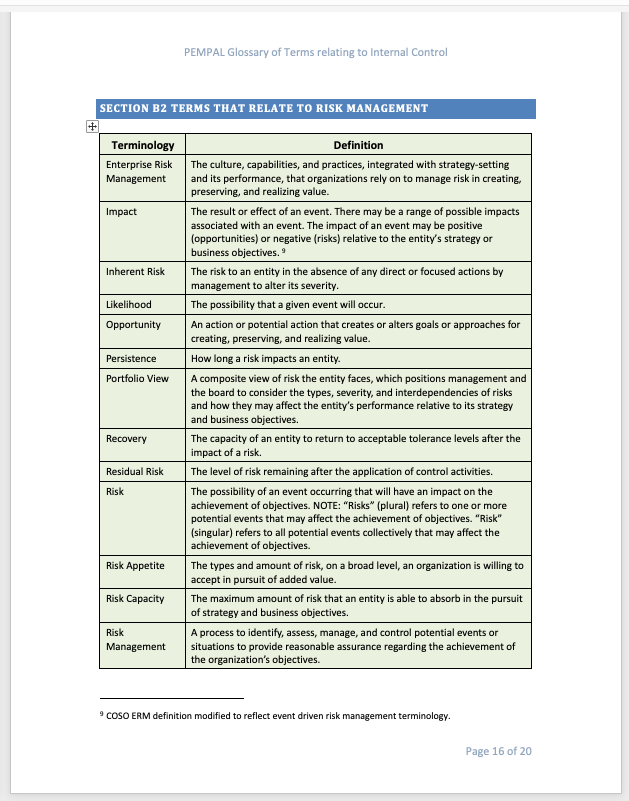 PEMPAL Glossary of Terms relating to Internal Control
SECTION B2 TERMS THAT RELATE TO RISK MANAGEMENT
Terminology Definition
Enterprise Risk
Management
The culture, capabilities, and practices, integrated with strategy-setting
and its performance, that organizations rely on to manage risk in creating,
preserving, and realizing value.
Impact
The result or effect of an event. There may be a range of possible impacts
associated with an event. The impact of an event may be positive
(opportunities) or negative (risks) relative to the entity's strategy or
business objectives. ⁹
Inherent Risk
The risk to an entity in the absence of any direct or focused actions by
management to alter its severity.
Likelihood
The possibility that a given event will occur.
Opportunity
An action or potential action that creates or alters goals or approaches for
creating, preserving, and realizing value.
Persistence
How long a risk impacts an entity.
Portfolio View
A composite view of risk the entity faces, which positions management and
the board to consider the types, severity, and interdependencies of risks
and how they may affect the entity's performance relative to its strategy
and business objectives.
Recovery
The capacity of an entity to return to acceptable tolerance levels after the
impact of a risk.
Residual Risk
The level of risk remaining after the application of control activities.
Risk
The possibility of an event occurring that will have an impact on the
achievement of objectives. NOTE: “Risks” (plural) refers to one or more
potential events that may affect the achievement of objectives. “Risk”
(singular) refers to all potential events collectively that may affect the
achievement of objectives.
Risk Appetite
The types and amount of risk, on a broad level, an organization is willing to
accept in pursuit of added value.
Risk Capacity
The maximum amount of risk that an entity is able to absorb in the pursuit
of strategy and business objectives.
Risk
Management
A process to identify, assess, manage, and control potential events or
situations to provide reasonable assurance regarding the achievement of
the organization's objectives.
⁹ COSO ERM definition modified to reflect event driven risk management terminology.
Page 16 of 20